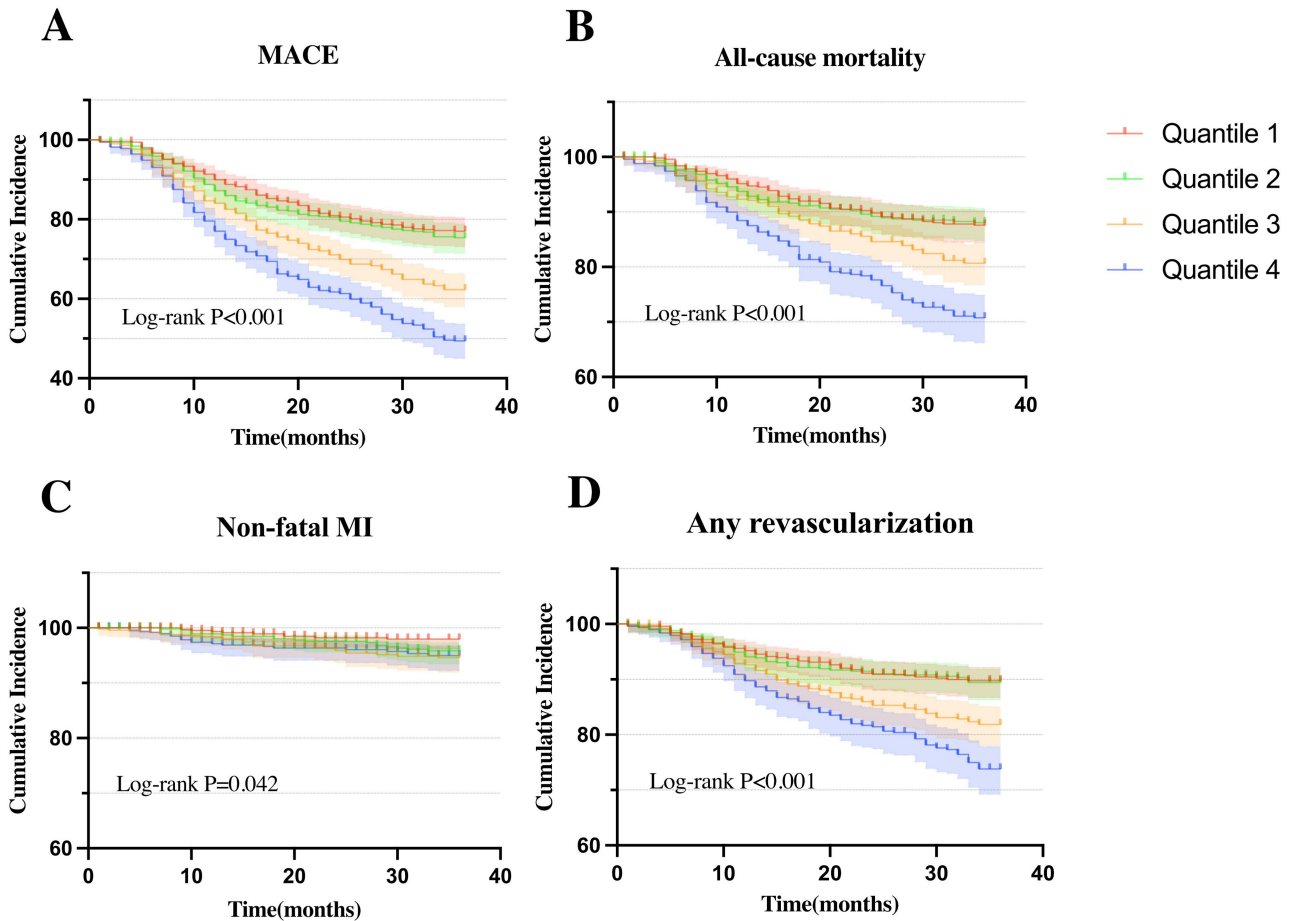 A
MACE
Cumulative Incidence
100
80
60
40
0
10
20
30
40
Log-rank P<0.001
Time(months)
B
All-cause mortality
Cumulative Incidence
100
80
60
0
10
20
30
40
Log-rank P<0.001
Time(months)
Quantile 1
Quantile 2
Quantile 3
Quantile 4
C
Non-fatal MI
Cumulative Incidence
100
80
60
0
10
20
30
40
Log-rank P=0.042
Time(months)
D
Any revascularization
Cumulative Incidence
100
80
60
0
10
20
30
40
Log-rank P<0.001
Time(months)